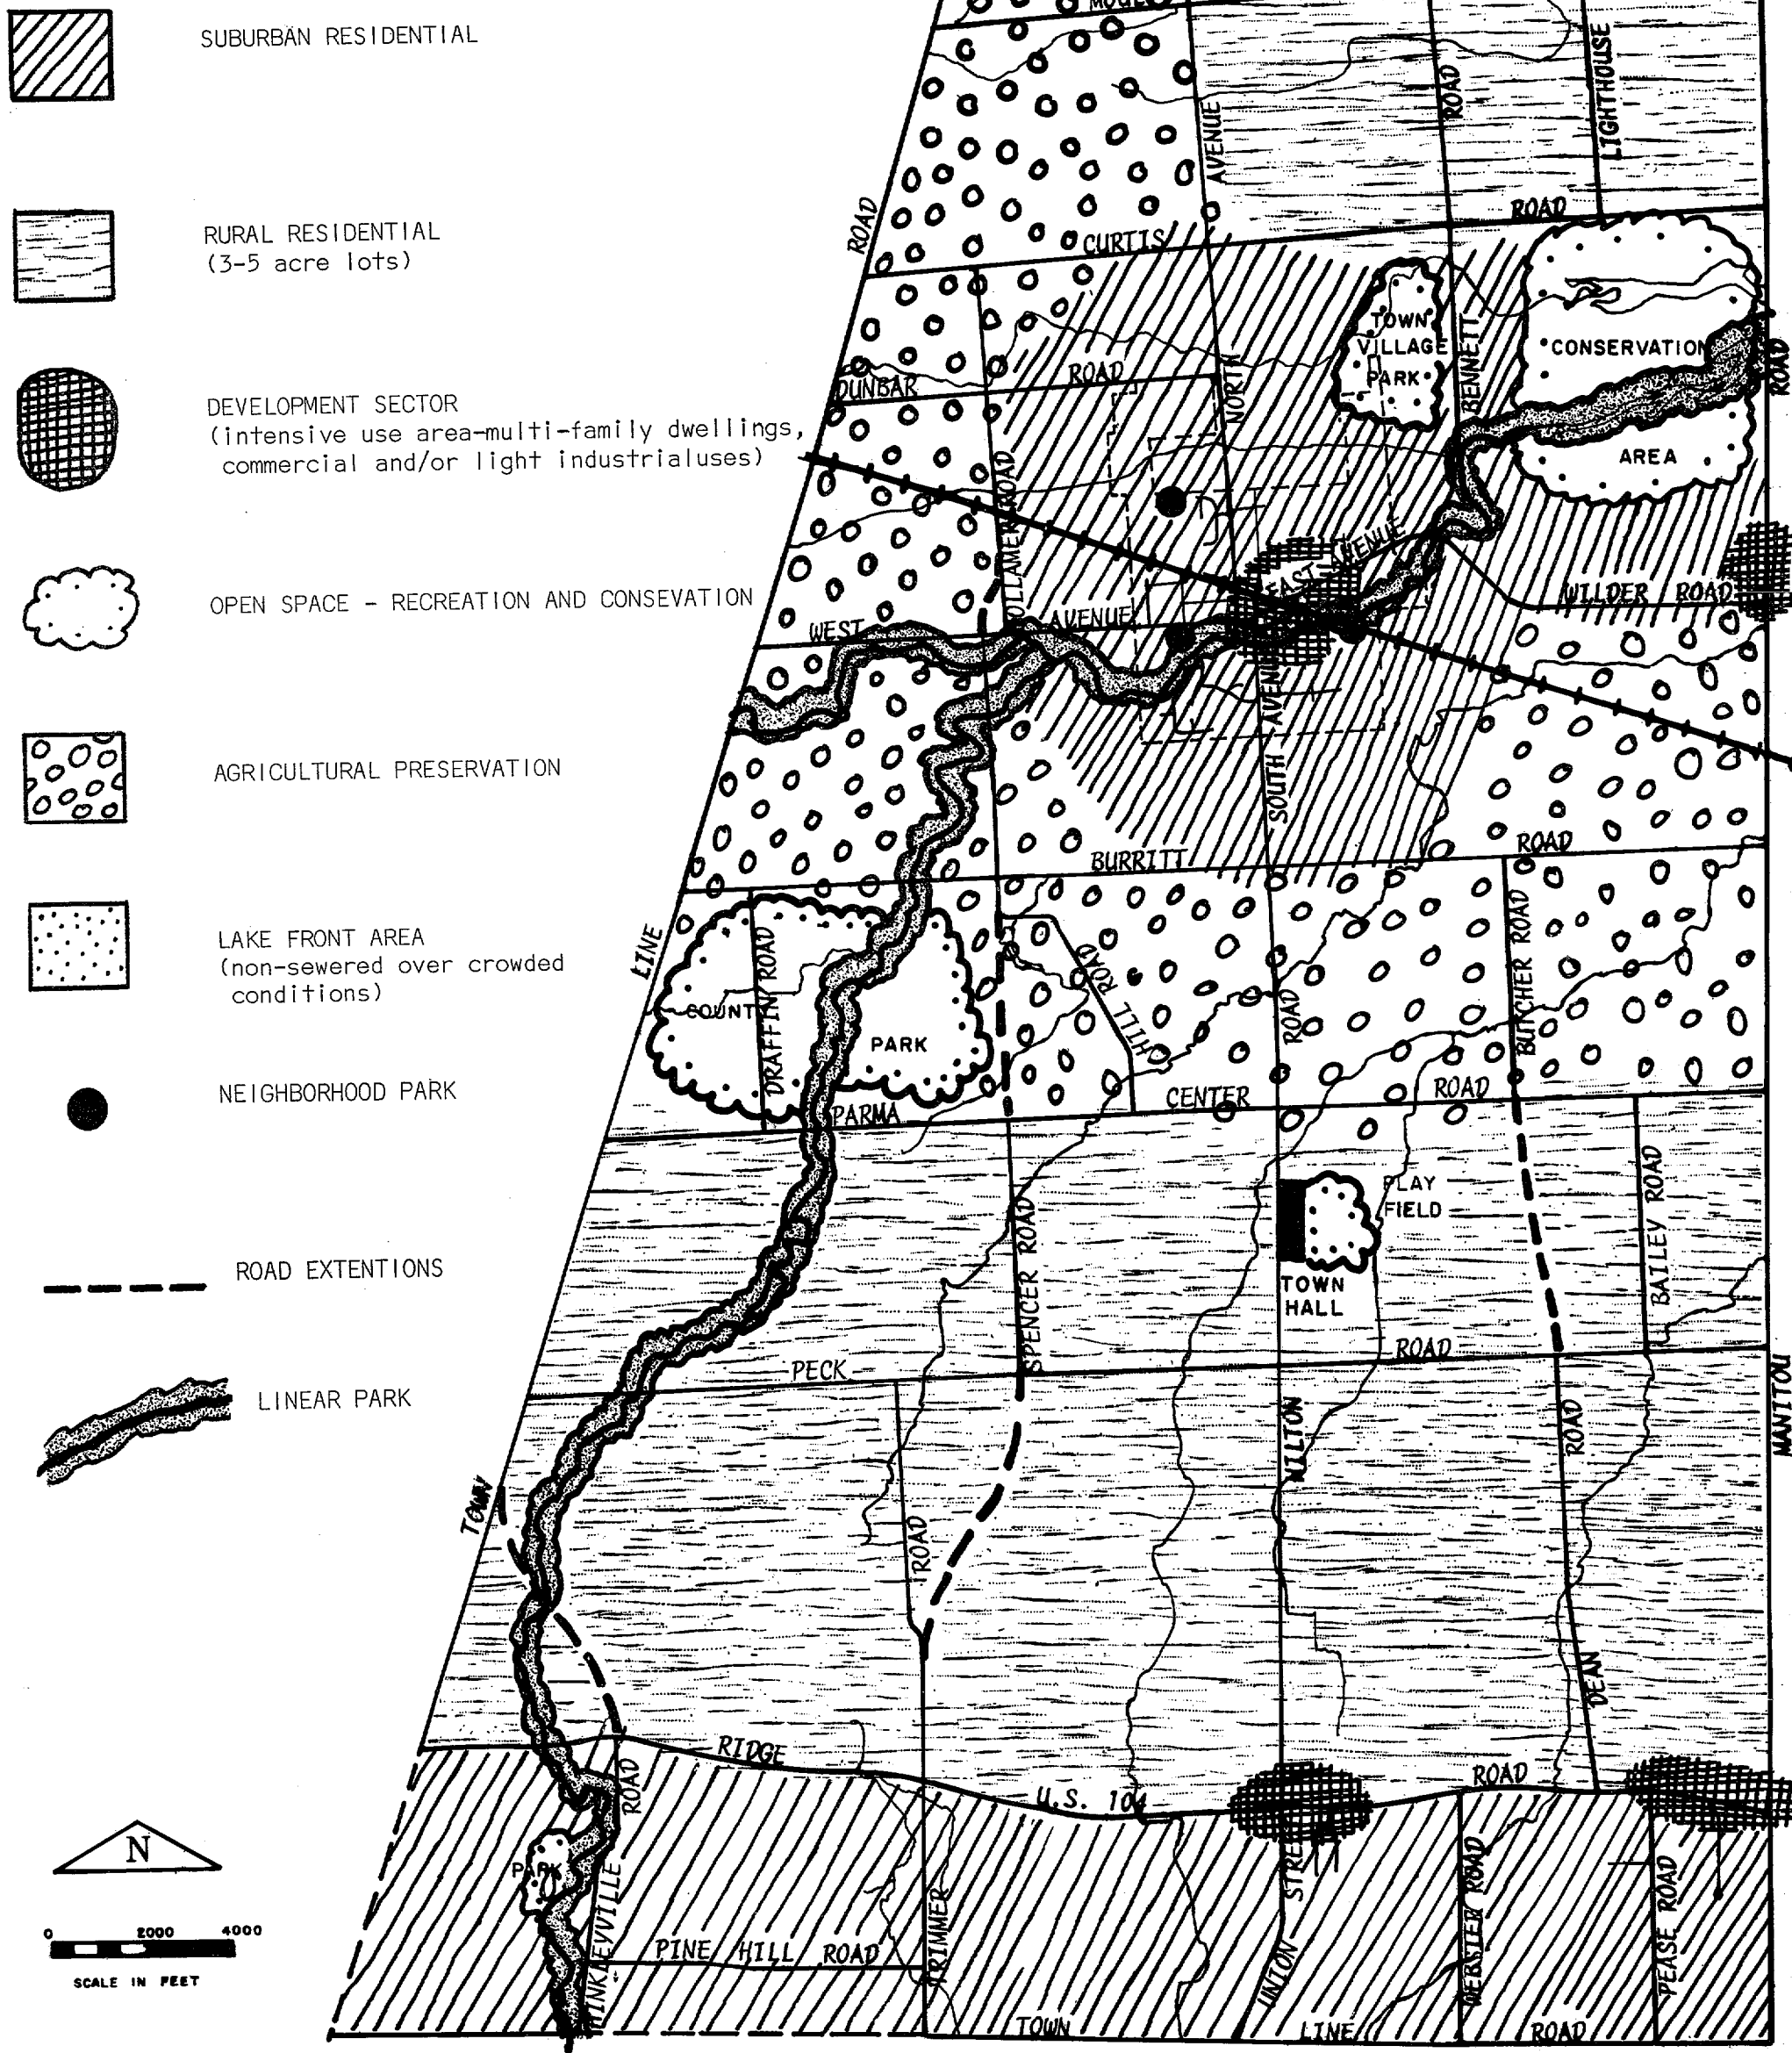 SUBURBAN RESIDENTIAL
RURAL RESIDENTIAL
(3-5 acre lots)
DEVELOPMENT SECTOR
(intensive use area-multi-family dwellings,
commercial and/or light industrialuses)
OPEN SPACE - RECREATION AND CONSEVATION
AGRICULTURAL PRESERVATION
LAKE FRONT AREA
(non-sewered over crowded
conditions)
NEIGHBORHOOD PARK
ROAD EXTENTIONS
LINEAR PARK
N
0 2000 4000
SCALE IN FEET
AVENUE
ROAD
LIGHTHOUSE
ROAD
ROAD
CURTIS
TOWN
VILLAGE
PARK
BENNETT
CONSERVATION
AREA
ROAD
DUNBAR
ROAD
NORTH
ROAD
EAST AVENUE
WILDER ROAD
WEST
AVENUE
SOUTH AVENUE
BURRITT
ROAD
LINE
DRAFFIN ROAD
COUNT
PARK
HILL ROAD
ROAD
BUTCHER ROAD
PARMA
CENTER
ROAD
PLAY
FIELD
TOWN
HALL
SPENCER ROAD
BAILEY ROAD
PECK
ROAD
HILTON
ROAD
MANITOU
TOWN
ROAD
DEAN
RIDGE
U.S. 104
ROAD
ROAD
PARK
HINKLEYVILLE
PINE HILL ROAD
TRIMMER
UNION
STRE
WEBSTER ROAD
PEASE ROAD
TOWN
LINE
ROAD